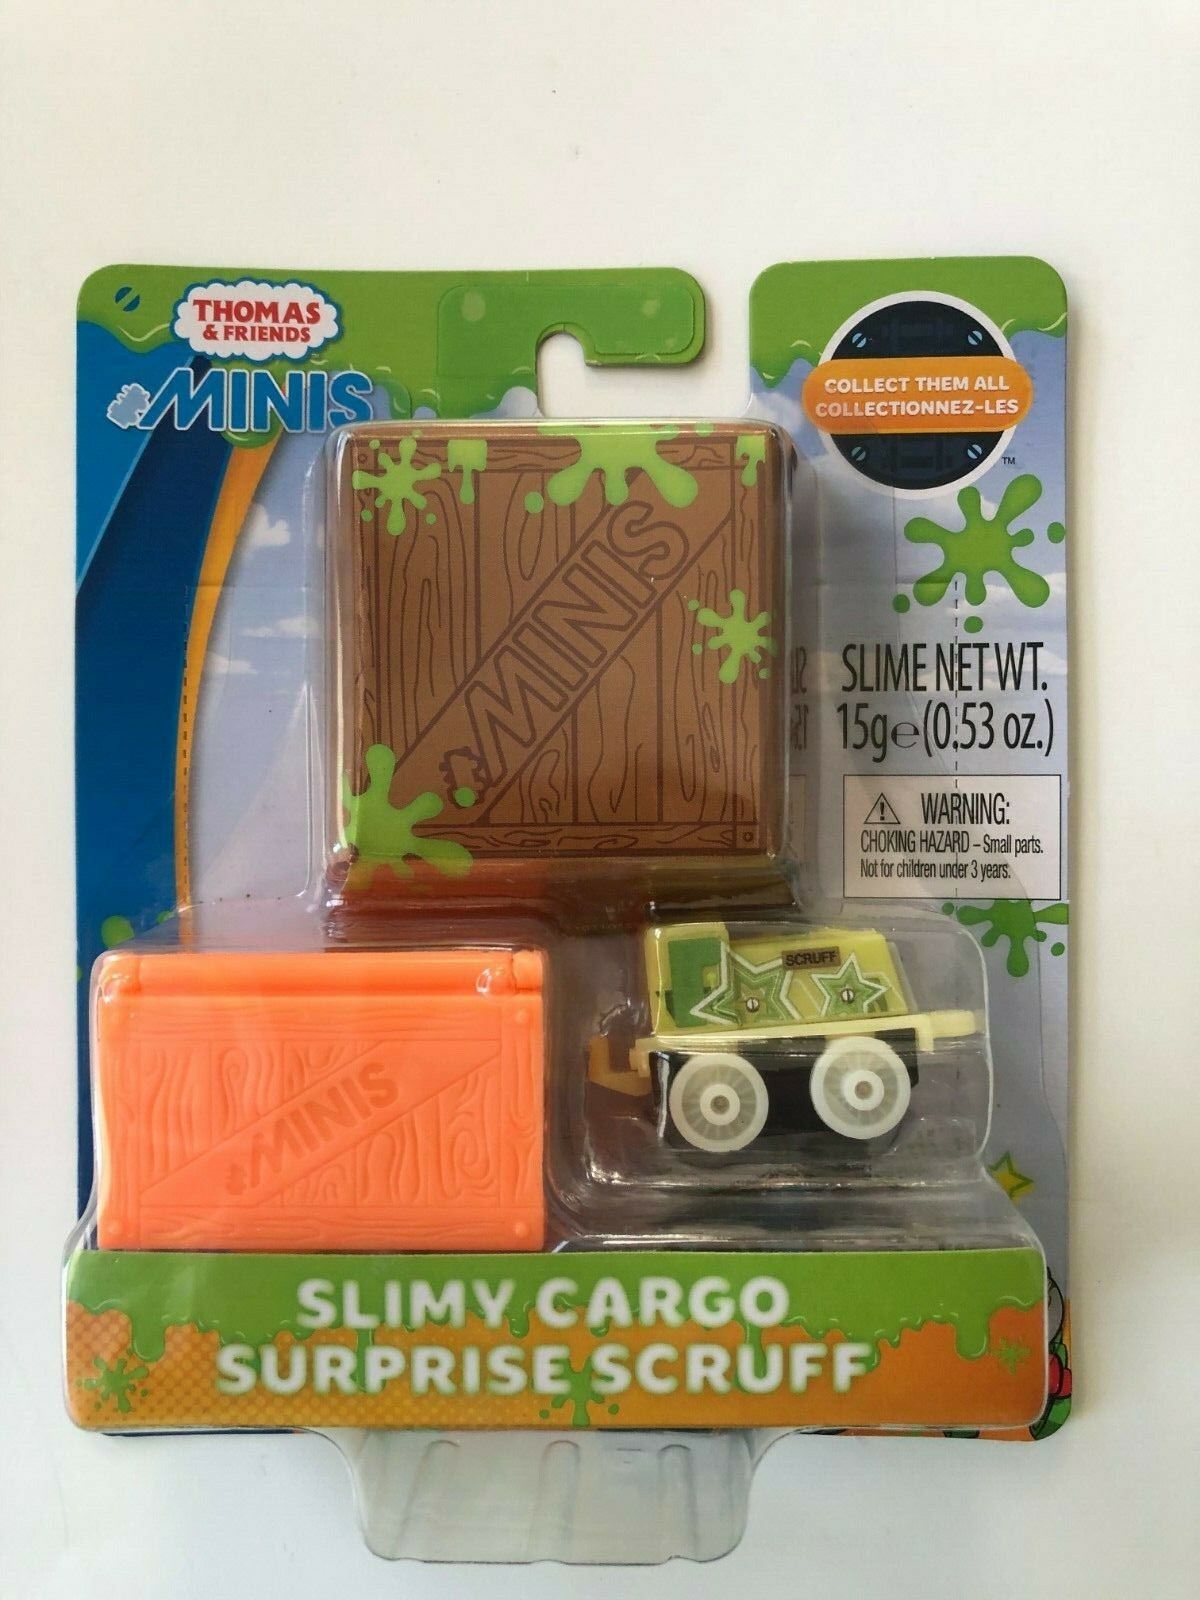 THOMAS
& FRIENDS
MINIS
COLLECT THEM ALL
COLLECTIONNEZ-LES
TM
MINIS
SLIME NET WT.
15g℮(0.53 oz.)
WARNING:
CHOKING HAZARD – Small parts.
Not for children under 3 years.
SCRUFF
MINIS
SLIMY CARGO
SURPRISE SCRUFF